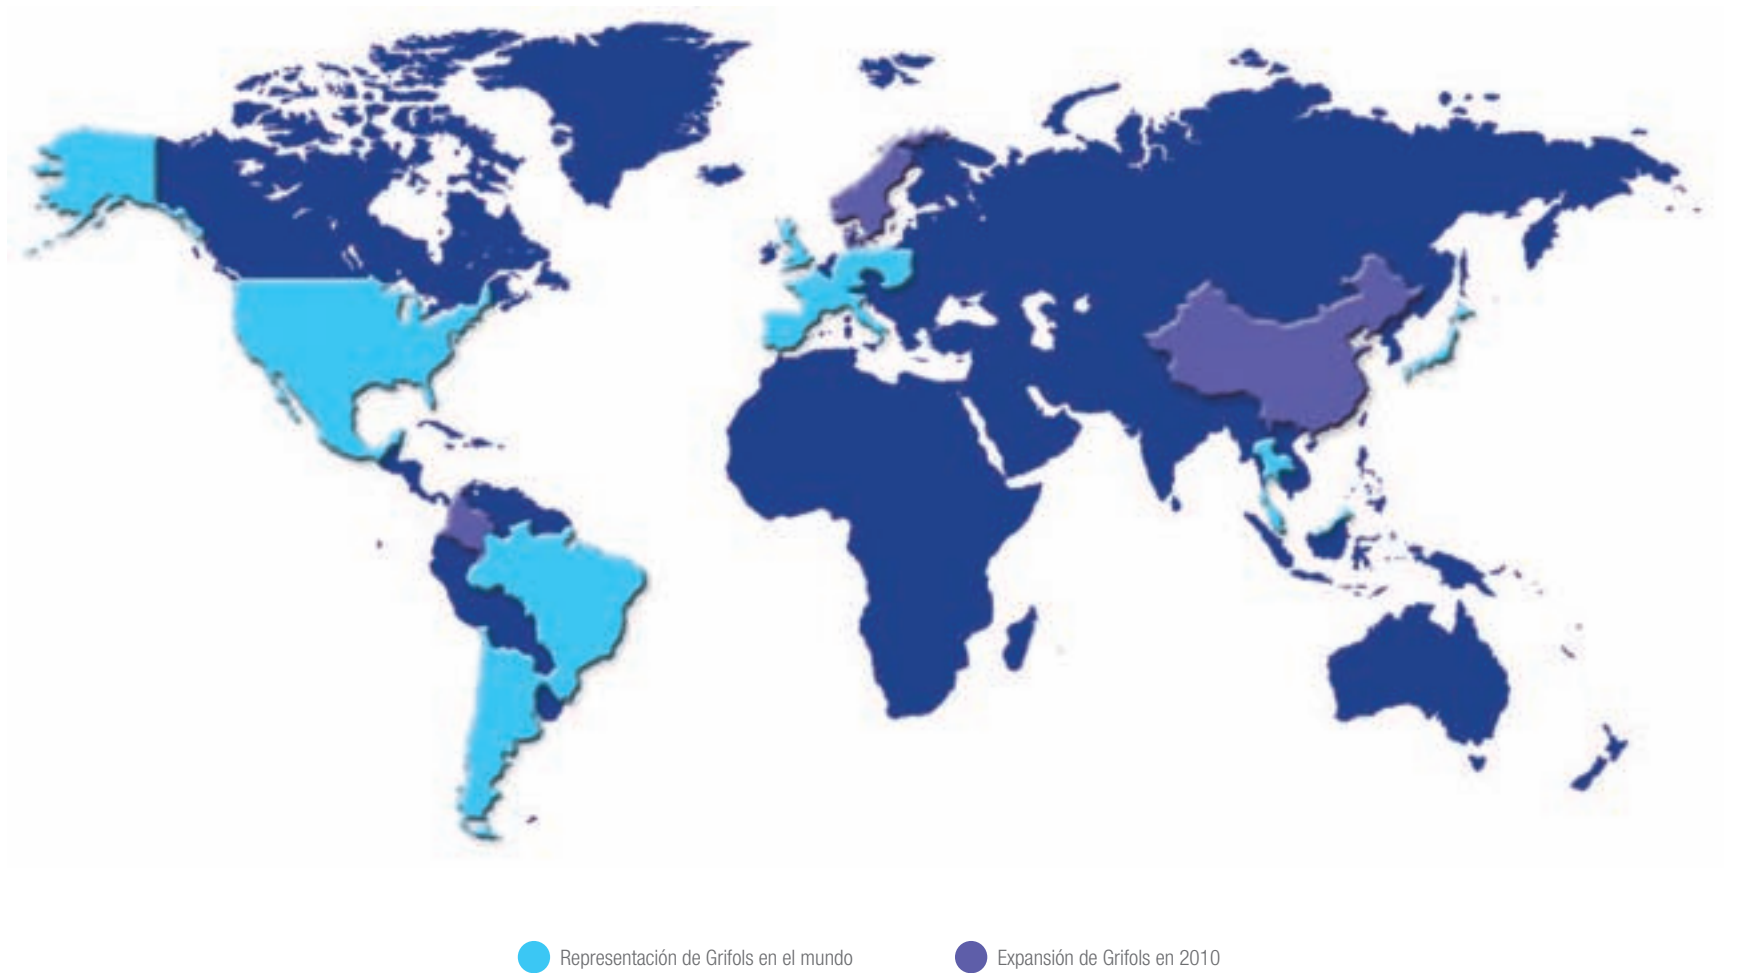 Representación de Grifols en el mundo
Expansión de Grifols en 2010